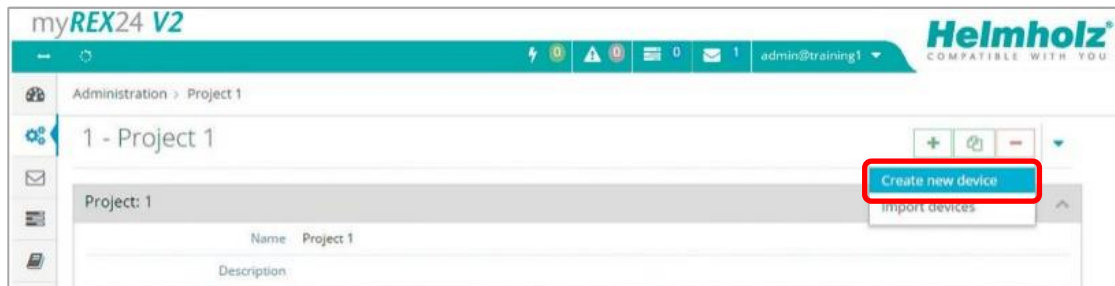 myREX24 V2
Helmholz®
COMPATIBLE WITH YOU
0 0 0 1 admin@training1
Administration > Project 1
1 - Project 1
Create new device
Import devices
Project: 1
Name Project 1
Description